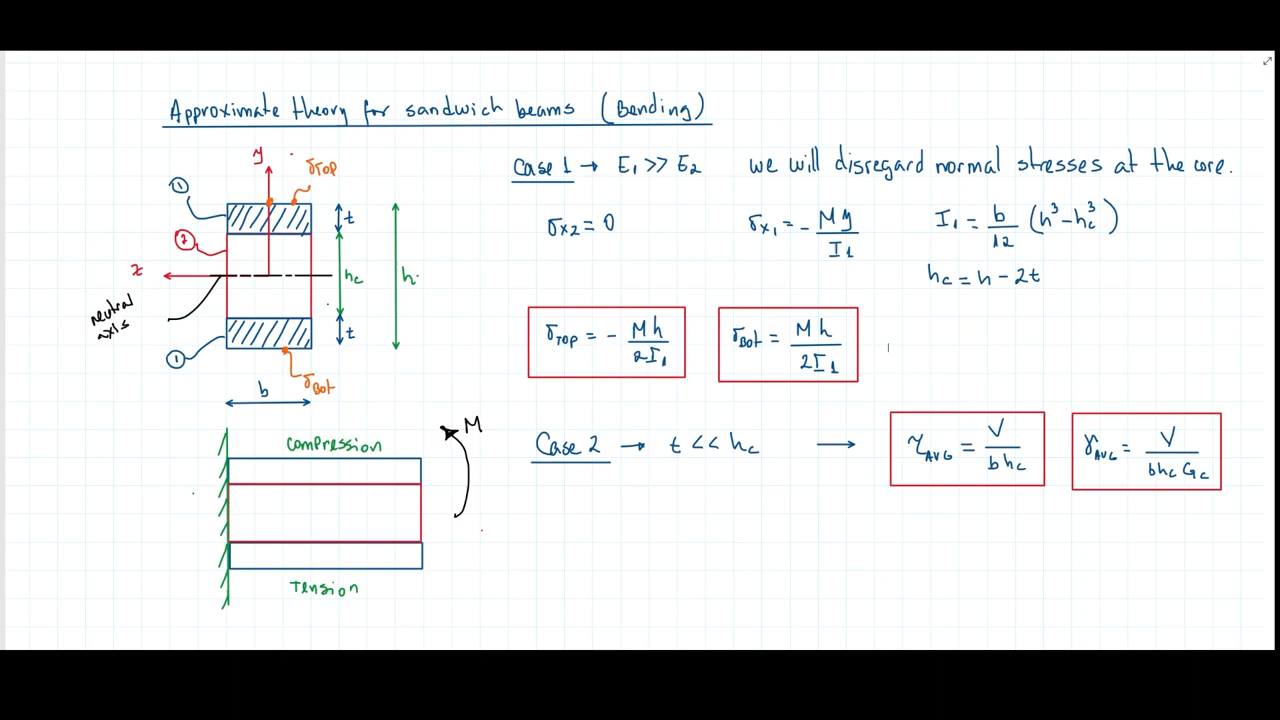 Approximate theory for sandwich beams (Bending)
y
σTOP
①
t
②
z
hc
h
neutral
axis
①
t
σBOT
b
Case 1 → E₁ >> E₂ we will disregard normal stresses at the core.
σx2 = 0 σx₁ = - My / I₁ I₁ = b/12 (h³ - hc³)
hc = h - 2t
σTOP = - Mh / 2I₁ σBOT = Mh / 2I₁
Case 2 → t << hc → τAVG = V / bhc γAVG = V / bhcGc
compression
M
Tension